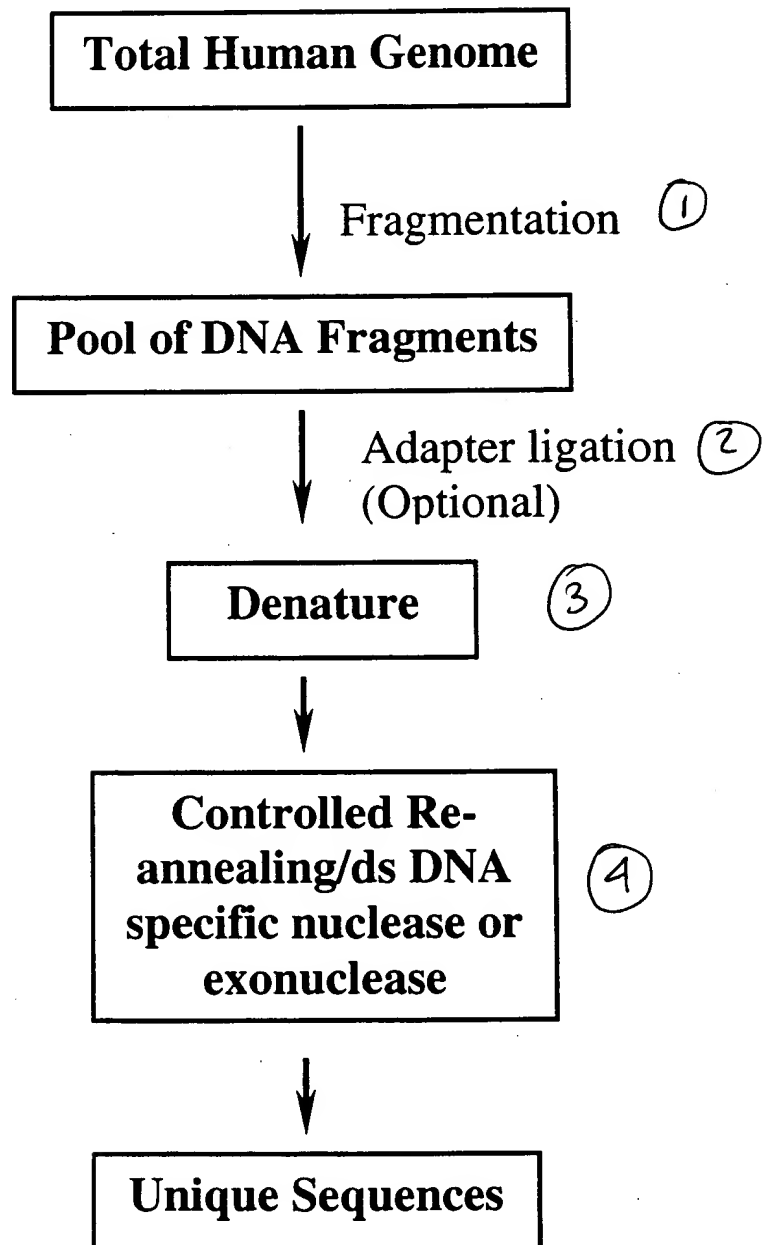 Total Human Genome
Fragmentation ①
Pool of DNA Fragments
Adapter ligation ②
(Optional)
Denature ③
Controlled Re-
annealing/ds DNA
specific nuclease or
exonuclease ④
Unique Sequences